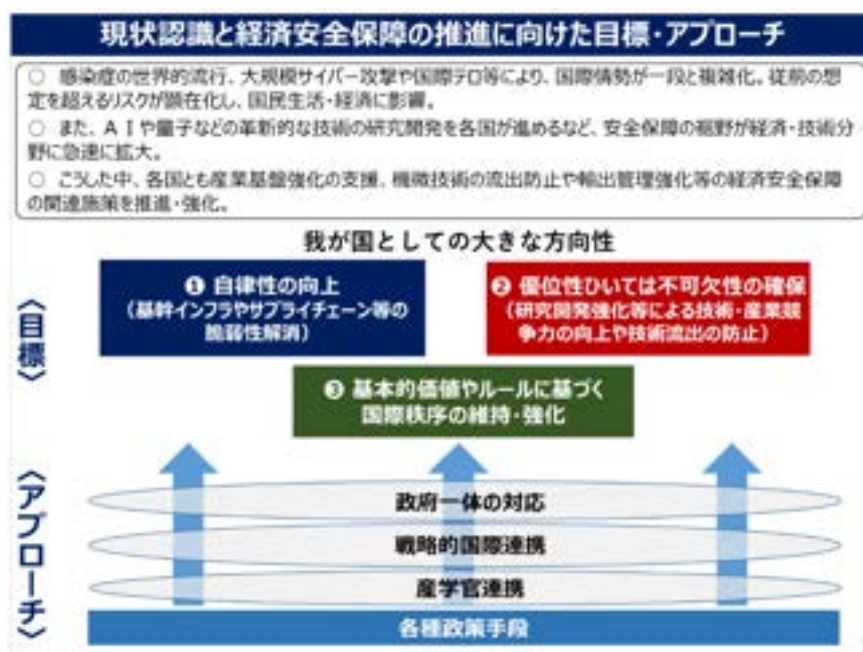 現状認識と経済安全保障の推進に向けた目標・アプローチ
○ 感染症の世界的流行、大規模サイバー攻撃や国際テロ等により、国際情勢が一段と複雑化。従前の想
定を超えるリスクが顕在化し、国民生活・経済に影響。
○ また、AIや量子などの革新的な技術の研究開発を各国が進めるなど、安全保障の裾野が経済・技術分
野に急速に拡大。
○ こうした中、各国とも産業基盤強化の支援、機微技術の流出防止や輸出管理強化等の経済安全保障
の関連施策を推進・強化。
我が国としての大きな方向性
〈目標〉
❶ 自律性の向上
(基幹インフラやサプライチェーン等の
脆弱性解消)
❷ 優位性ひいては不可欠性の確保
(研究開発強化等による技術・産業競
争力の向上や技術流出の防止)
❸ 基本的価値やルールに基づく
国際秩序の維持・強化
〈アプローチ〉
政府一体の対応
戦略的国際連携
産学官連携
各種政策手段